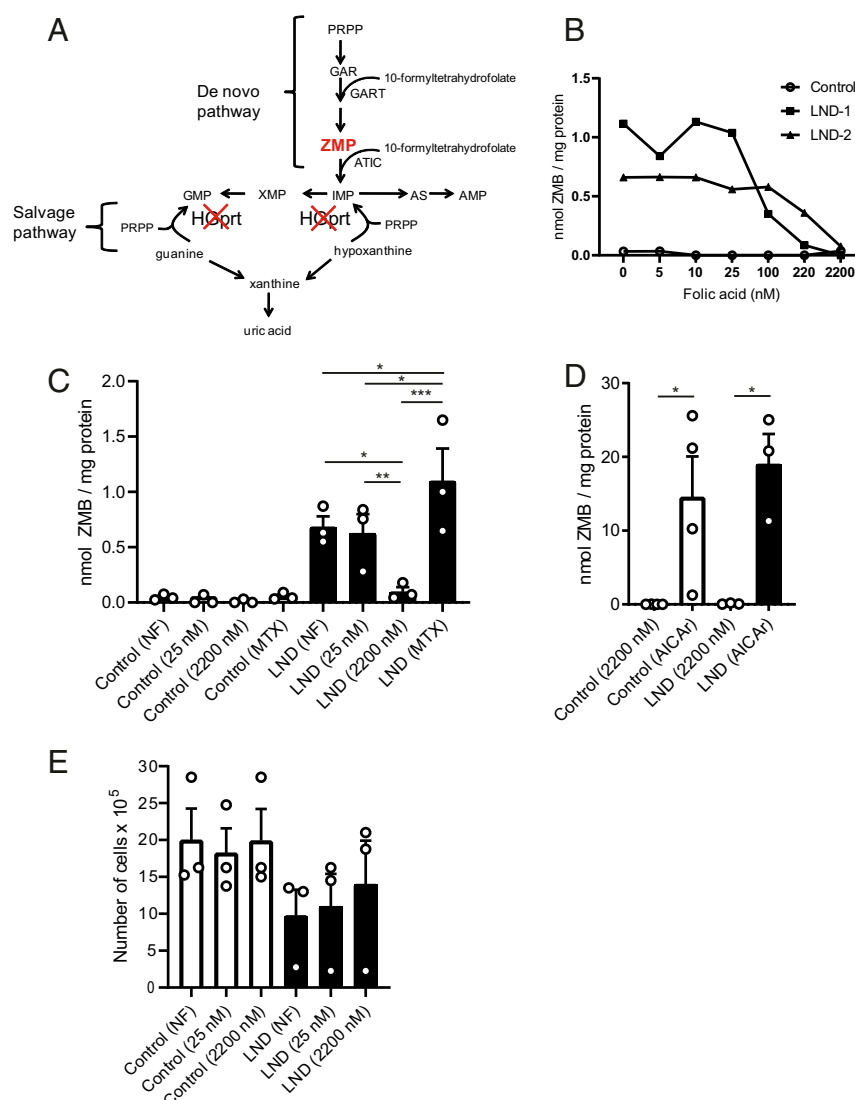 A
PRPP
De novo
pathway
GAR
10-formyltetrahydrofolate
GART
ZMP
10-formyltetrahydrofolate
ATIC
GMP
XMP
IMP
AS
AMP
Salvage
pathway
HGprt
HGprt
PRPP
PRPP
guanine
hypoxanthine
xanthine
uric acid
B
nmol ZMB / mg protein
1.5
1.0
0.5
0.0
0 5 10 25 100 220 2200
Folic acid (nM)
Control
LND-1
LND-2
C
nmol ZMB / mg protein
2.0
1.5
1.0
0.5
0.0
*
*
***
*
**
Control (NF)
Control (25 nM)
Control (2200 nM)
Control (MTX)
LND (NF)
LND (25 nM)
LND (2200 nM)
LND (MTX)
D
nmol ZMB / mg protein
30
20
10
0
*
*
Control (2200 nM)
Control (AICAr)
LND (2200 nM)
LND (AICAr)
E
Number of cells x 10⁵
30
25
20
15
10
5
0
Control (NF)
Control (25 nM)
Control (2200 nM)
LND (NF)
LND (25 nM)
LND (2200 nM)